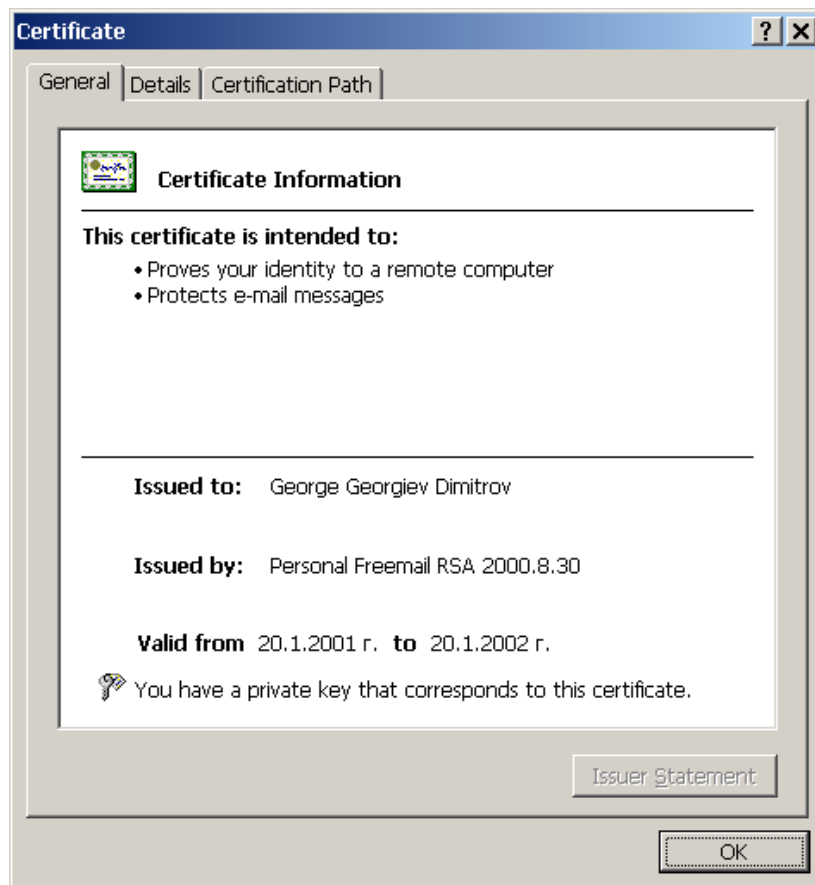 Certificate
General Details Certification Path
Certificate Information
This certificate is intended to:
• Proves your identity to a remote computer
• Protects e-mail messages
Issued to: George Georgiev Dimitrov
Issued by: Personal Freemail RSA 2000.8.30
Valid from 20.1.2001 г. to 20.1.2002 г.
You have a private key that corresponds to this certificate.
Issuer Statement
OK